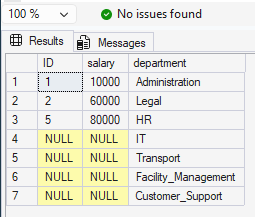 100 %
No issues found
Results
Messages
ID salary department
1 1 10000 Administration
2 2 60000 Legal
3 5 80000 HR
4 NULL NULL IT
5 NULL NULL Transport
6 NULL NULL Facility_Management
7 NULL NULL Customer_Support